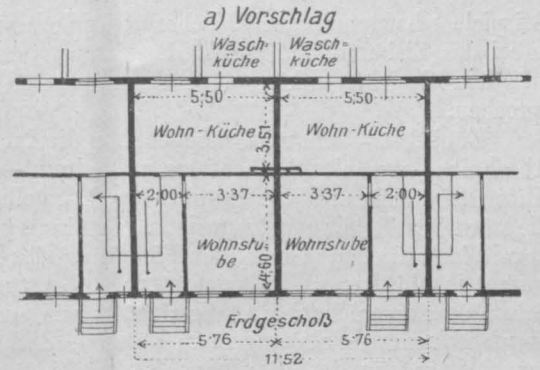 a) Vorschlag
Wasch- Wasch-
küche küche
5·50 5·50
Wohn-Küche 3,51 Wohn-Küche
2,00 3·37 3·37 2,00
Wohnstu- Wohnstube
be 4,60
Erdgeschoß
5·76 5·76
11·52